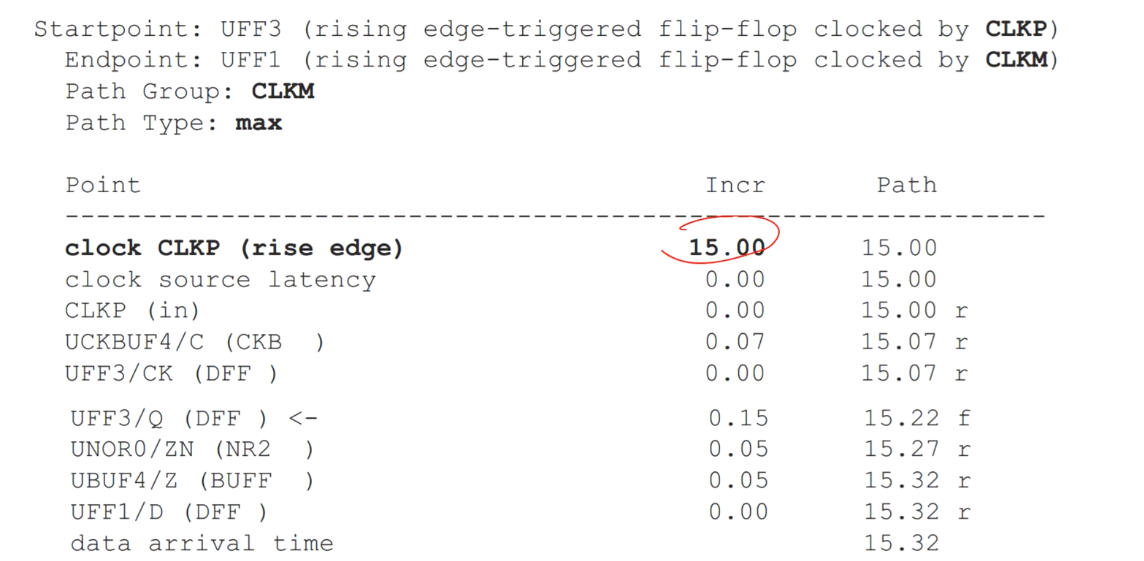 Startpoint: UFF3 (rising edge-triggered flip-flop clocked by CLKP)
Endpoint: UFF1 (rising edge-triggered flip-flop clocked by CLKM)
Path Group: CLKM
Path Type: max
Point Incr Path
---------------------------------------------------------------
clock CLKP (rise edge) 15.00 15.00
clock source latency 0.00 15.00
CLKP (in) 0.00 15.00 r
UCKBUF4/C (CKB  ) 0.07 15.07 r
UFF3/CK (DFF ) 0.00 15.07 r
UFF3/Q (DFF ) <- 0.15 15.22 f
UNOR0/ZN (NR2  ) 0.05 15.27 r
UBUF4/Z (BUFF  ) 0.05 15.32 r
UFF1/D (DFF ) 0.00 15.32 r
data arrival time 15.32